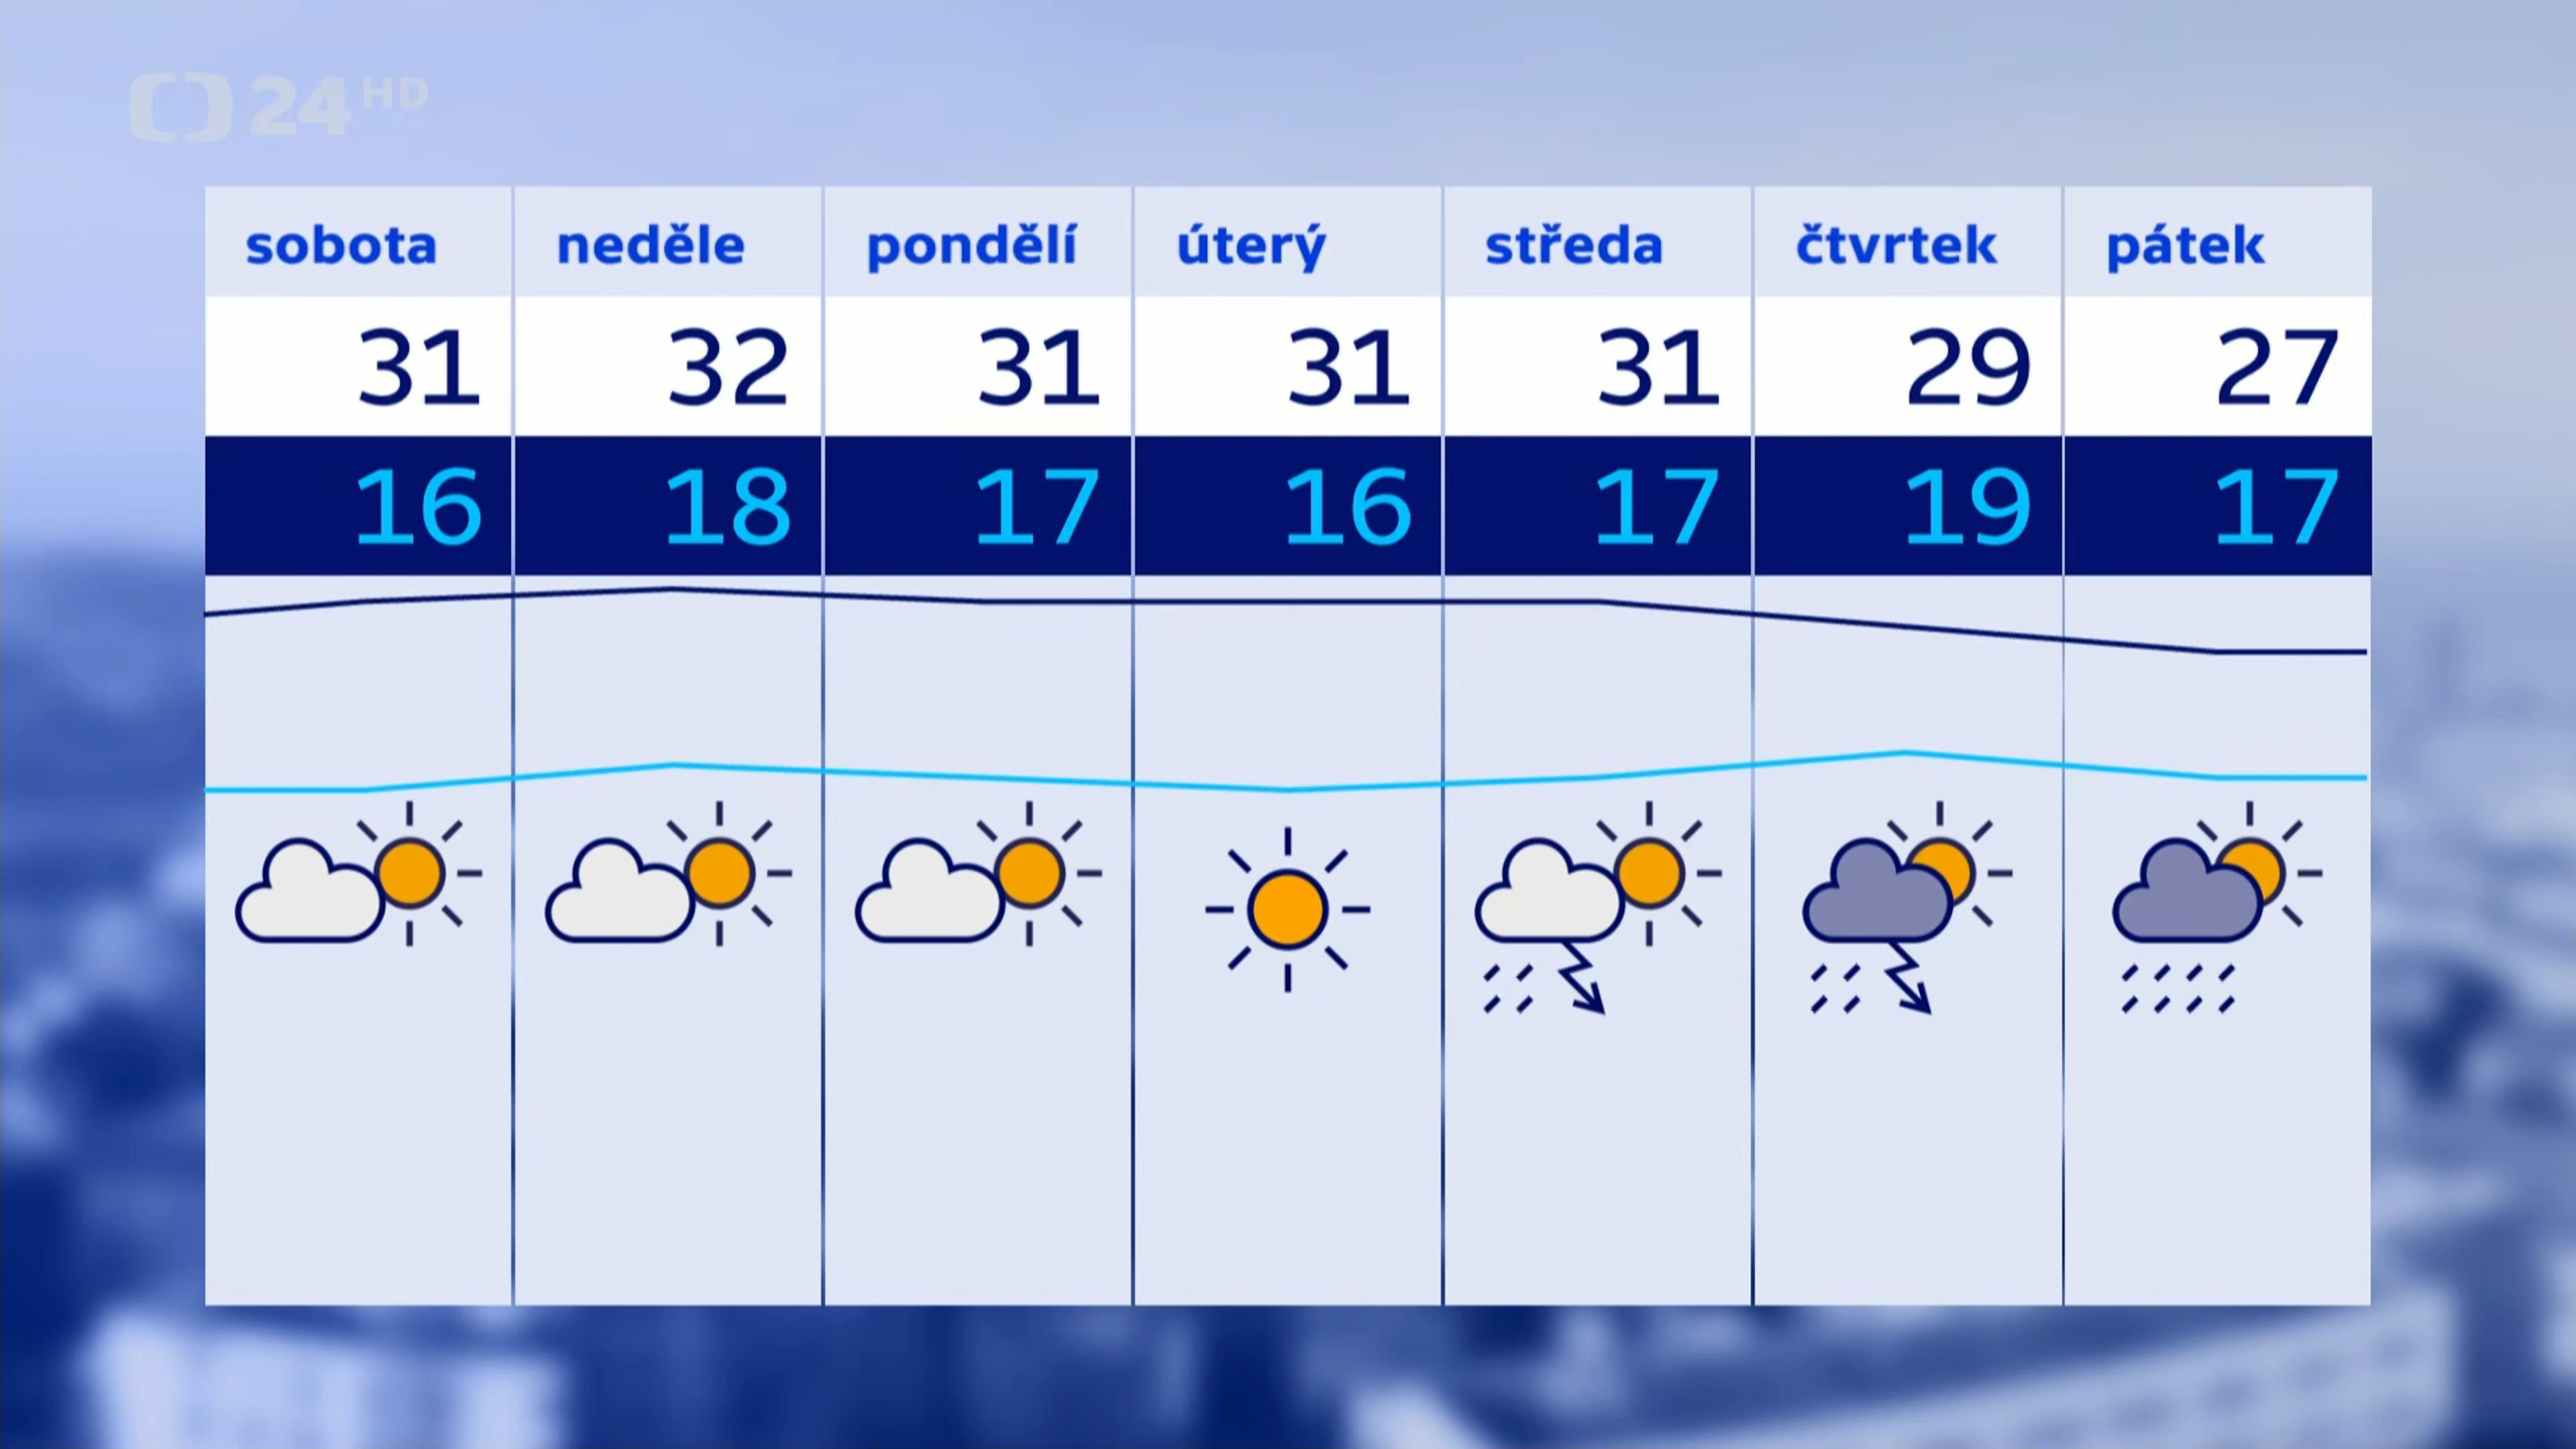 24 HD
sobota neděle pondělí úterý středa čtvrtek pátek
31 32 31 31 31 29 27
16 18 17 16 17 19 17